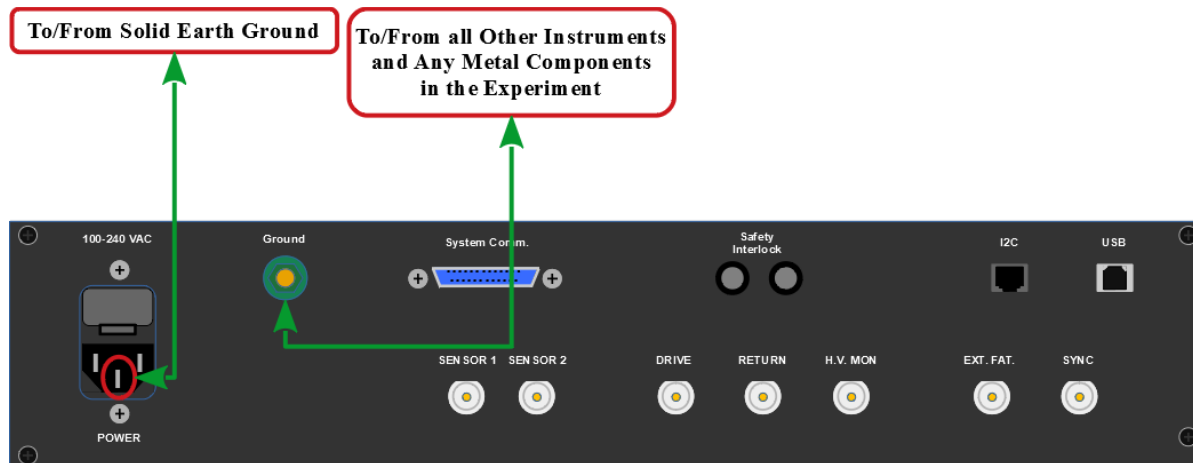 To/From Solid Earth Ground
To/From all Other Instruments
and Any Metal Components
in the Experiment
100-240 VAC
Ground
System Comm.
Safety
Interlock
I2C
USB
SENSOR 1
SENSOR 2
DRIVE
RETURN
H.V. MON
EXT. FAT.
SYNC
POWER